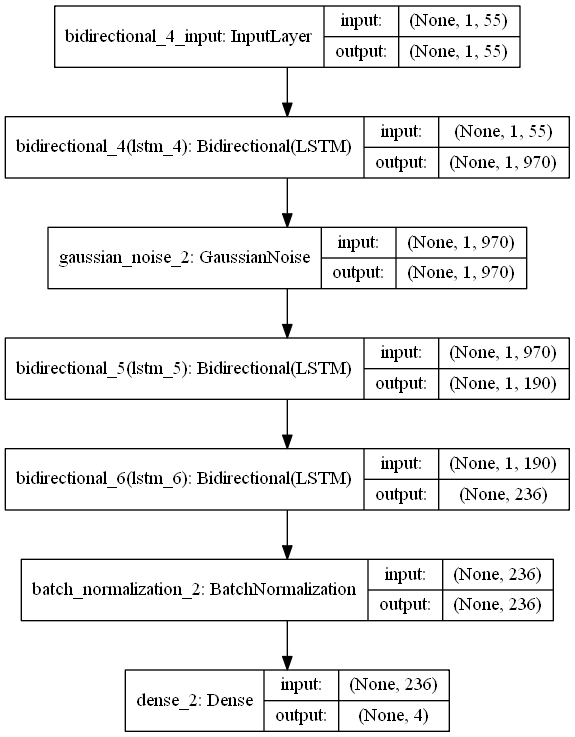 bidirectional_4_input: InputLayer
input: (None, 1, 55)
output: (None, 1, 55)
bidirectional_4(lstm_4): Bidirectional(LSTM)
input: (None, 1, 55)
output: (None, 1, 970)
gaussian_noise_2: GaussianNoise
input: (None, 1, 970)
output: (None, 1, 970)
bidirectional_5(lstm_5): Bidirectional(LSTM)
input: (None, 1, 970)
output: (None, 1, 190)
bidirectional_6(lstm_6): Bidirectional(LSTM)
input: (None, 1, 190)
output: (None, 236)
batch_normalization_2: BatchNormalization
input: (None, 236)
output: (None, 236)
dense_2: Dense
input: (None, 236)
output: (None, 4)